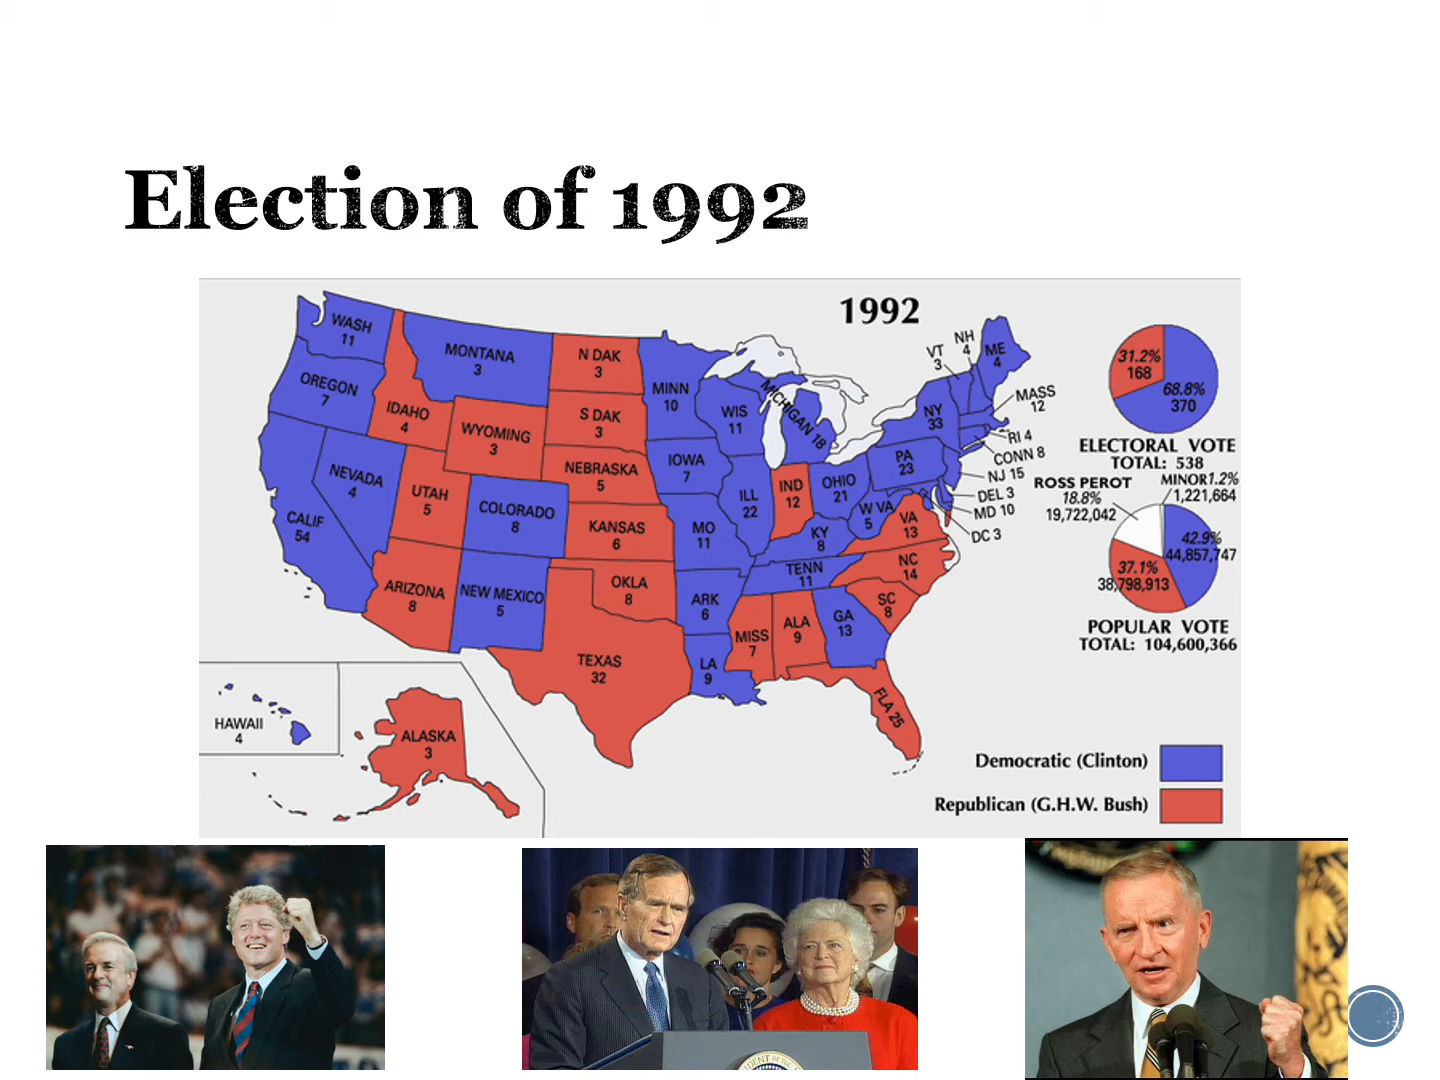 Election of 1992
1992
WASH
11
OREGON
7
CALIF
54
NEVADA
4
IDAHO
4
MONTANA
3
WYOMING
3
UTAH
5
COLORADO
8
ARIZONA
8
NEW MEXICO
5
N DAK
3
S DAK
3
NEBRASKA
5
KANSAS
6
OKLA
8
TEXAS
32
MINN
10
IOWA
7
MO
11
ARK
6
LA
9
WIS
11
ILL
22
MICHIGAN 18
IND
12
OHIO
21
KY
8
TENN
11
MISS
7
ALA
9
GA
13
FLA 25
SC
8
NC
14
VA
13
W VA
5
PA
23
NY
33
VT
3
NH
4
ME
4
MASS
12
RI 4
CONN 8
NJ 15
DEL 3
MD 10
DC 3
HAWAII
4
ALASKA
3
31.2%
168
68.8%
370
ELECTORAL VOTE
TOTAL: 538
ROSS PEROT
18.8%
19,722,042
MINOR 1.2%
1,221,664
42.9%
44,857,747
37.1%
38,798,913
POPULAR VOTE
TOTAL: 104,600,366
Democratic (Clinton)
Republican (G.H.W. Bush)